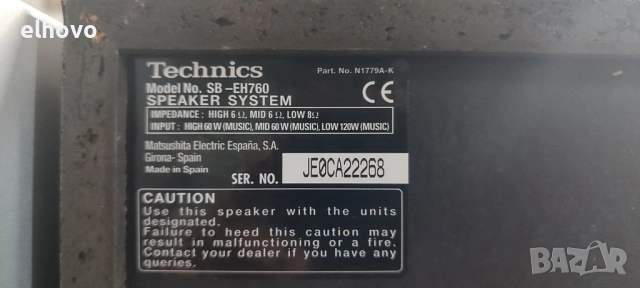 elhovo
Technics
Part. No. N1779A-K
Model No. SB-EH760
SPEAKER SYSTEM
CE
IMPEDANCE : HIGH 6 Ω, MID 6 Ω, LOW 8Ω
INPUT : HIGH 60 W (MUSIC), MID 60 W (MUSIC), LOW 120W (MUSIC)
Matsushita Electric España, S.A.
Girona- Spain
Made in Spain
SER. NO. JE0CA22268
CAUTION
Use this speaker with the units
designated.
Failure to heed this caution may
result in malfunctioning or a fire.
Contact your dealer if you have any
queries.
BAZAR